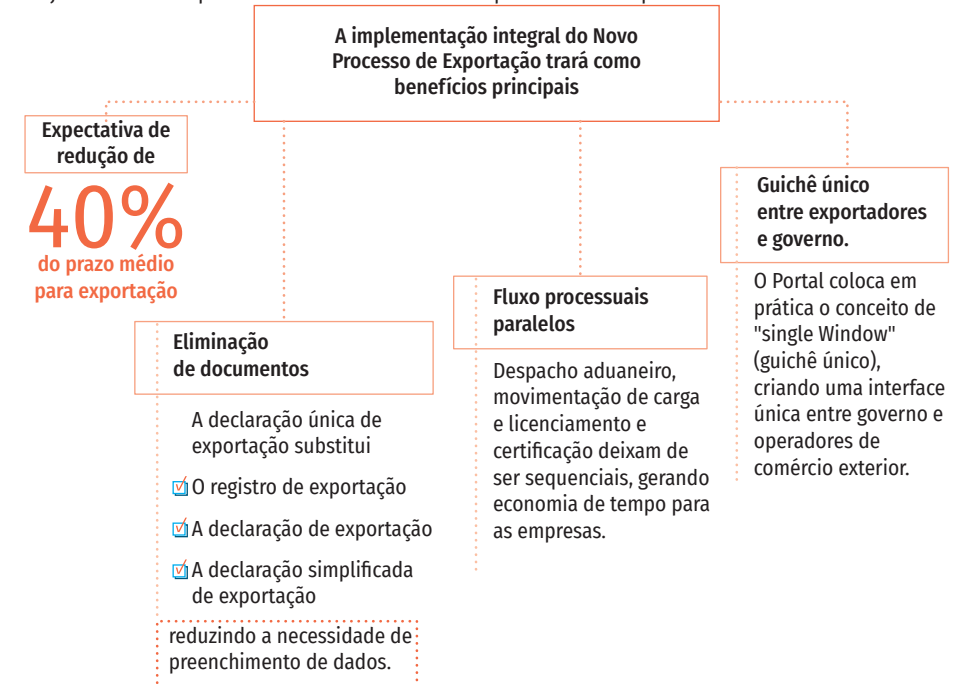 A implementação integral do Novo
Processo de Exportação trará como
benefícios principais
Expectativa de
redução de
40%
do prazo médio
para exportação
Eliminação
de documentos
A declaração única de
exportação substitui
O registro de exportação
A declaração de exportação
A declaração simplificada
de exportação
reduzindo a necessidade de
preenchimento de dados.
Fluxo processuais
paralelos
Despacho aduaneiro,
movimentação de carga
e licenciamento e
certificação deixam de
ser sequenciais, gerando
economia de tempo para
as empresas.
Guichê único
entre exportadores
e governo.
O Portal coloca em
prática o conceito de
"single Window"
(guichê único),
criando uma interface
única entre governo e
operadores de
comércio exterior.